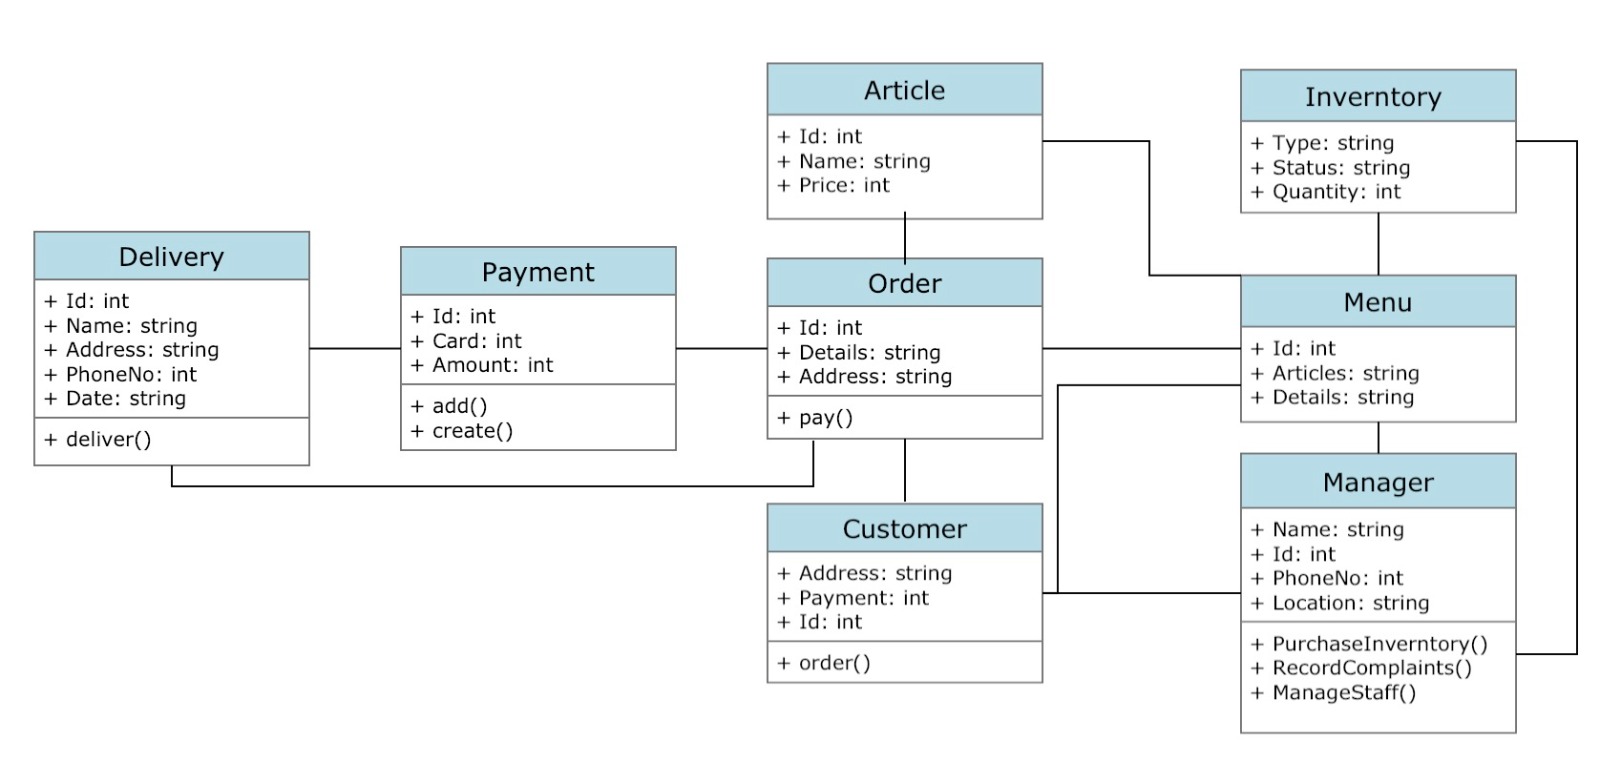 Article
+ Id: int
+ Name: string
+ Price: int
Inverntory
+ Type: string
+ Status: string
+ Quantity: int
Delivery
+ Id: int
+ Name: string
+ Address: string
+ PhoneNo: int
+ Date: string
+ deliver()
Payment
+ Id: int
+ Card: int
+ Amount: int
+ add()
+ create()
Order
+ Id: int
+ Details: string
+ Address: string
+ pay()
Menu
+ Id: int
+ Articles: string
+ Details: string
Customer
+ Address: string
+ Payment: int
+ Id: int
+ order()
Manager
+ Name: string
+ Id: int
+ PhoneNo: int
+ Location: string
+ PurchaseInverntory()
+ RecordComplaints()
+ ManageStaff()